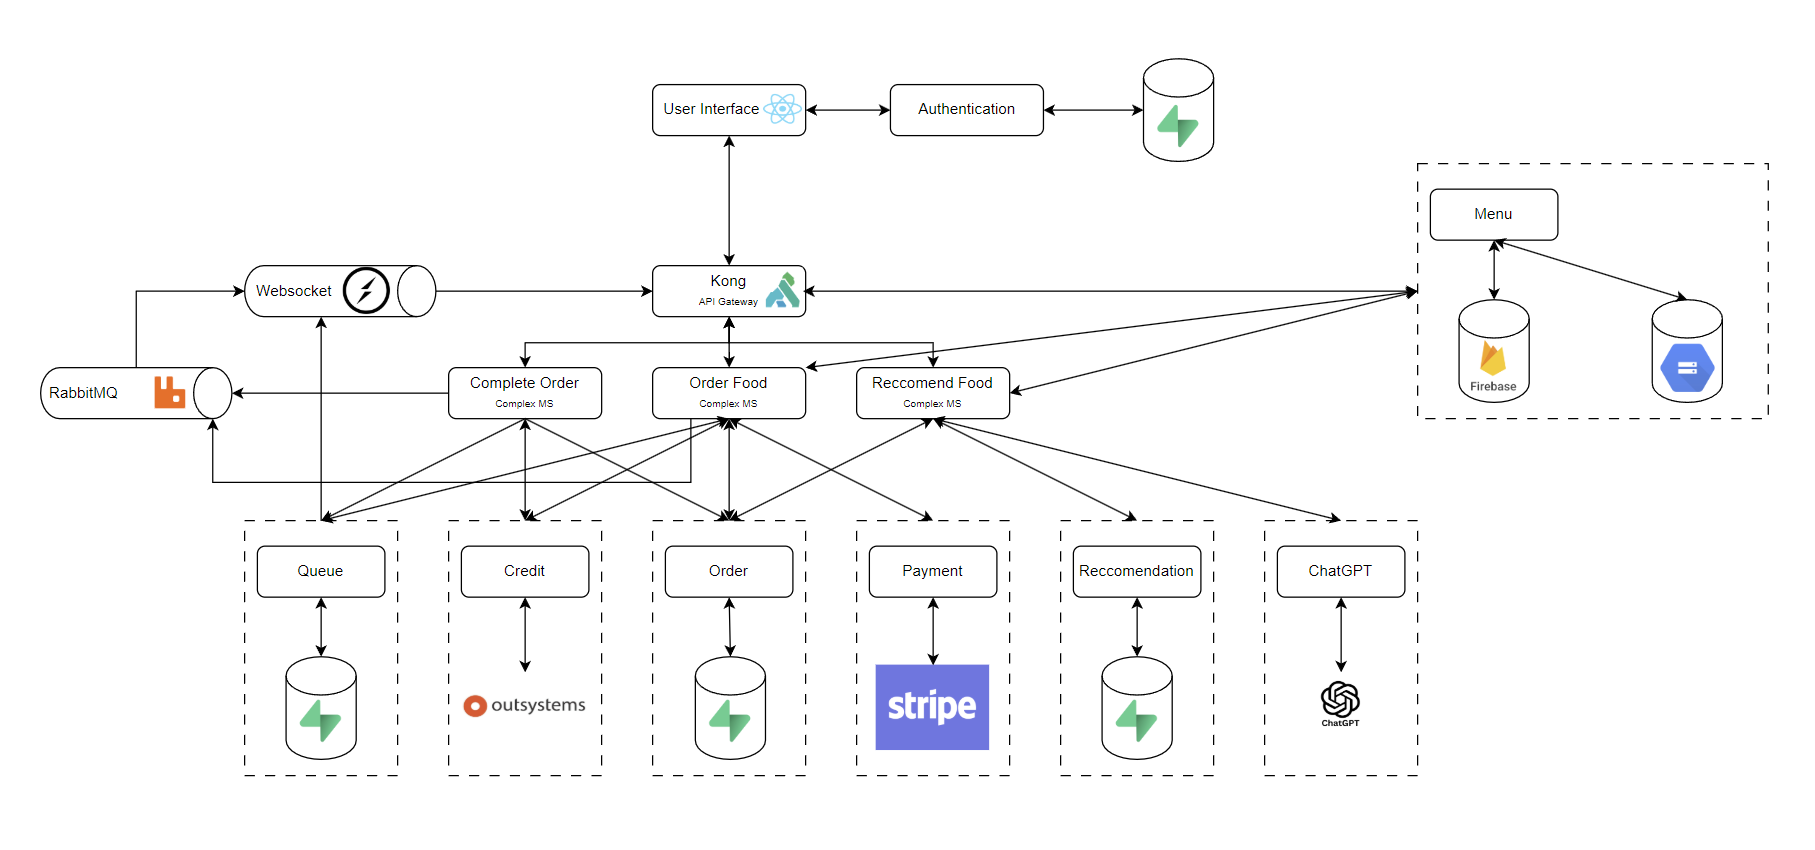 User Interface
Authentication
Menu
Websocket
Kong
API Gateway
Firebase
RabbitMQ
Complete Order
Complex MS
Order Food
Complex MS
Reccomend Food
Complex MS
Queue
Credit
Order
Payment
Reccomendation
ChatGPT
outsystems
stripe
ChatGPT